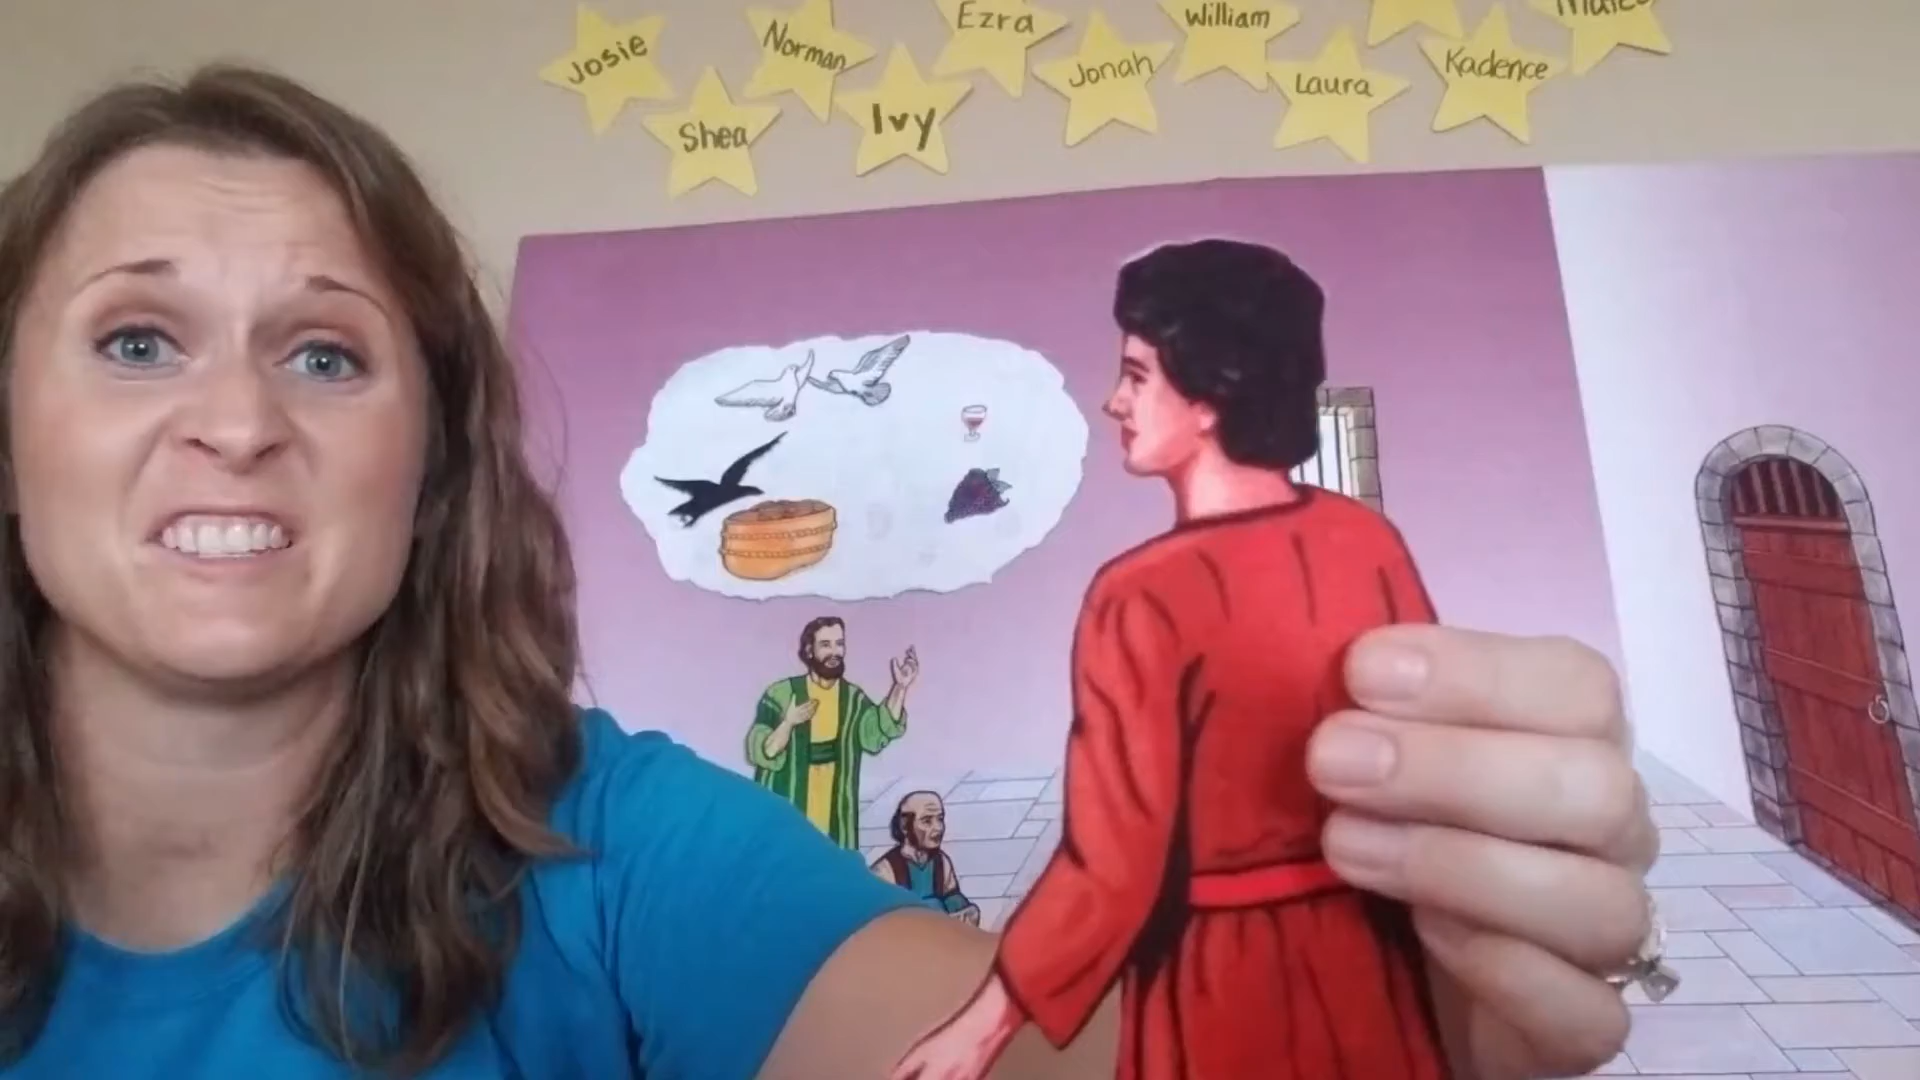 Josie
Norman
Ezra
William
Shea
Ivy
Jonah
Laura
Kadence